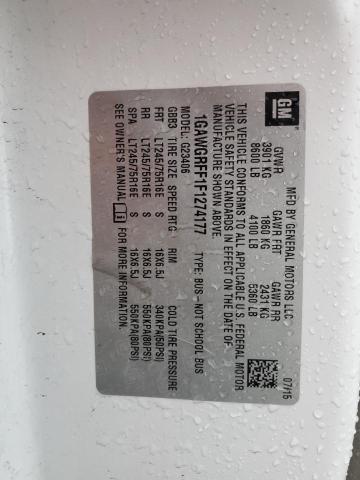 GM
MFD BY GENERAL MOTORS LLC 07/15
GVWR GAWR FRT GAWR RR
3901 KG 1860 KG 2431 KG
8600 LB 4100 LB 5360 LB
THIS VEHICLE CONFORMS TO ALL APPLICABLE U.S. FEDERAL MOTOR
VEHICLE SAFETY STANDARDS IN EFFECT ON THE DATE OF
MANUFACTURE SHOWN ABOVE.
1GAWGRFF1F1274177 TYPE: BUS-NOT SCHOOL BUS
MODEL: G23406
GBB3 TIRE SIZE SPEED RTG RIM COLD TIRE PRESSURE
FRT LT245/75R16E S 16X6.5J 340KPA(50PSI)
RR LT245/75R16E S 16X6.5J 550KPA(80PSI)
SPA LT245/75R16E S 16X6.5J 550KPA(80PSI)
SEE OWNER'S MANUAL FOR MORE INFORMATION.